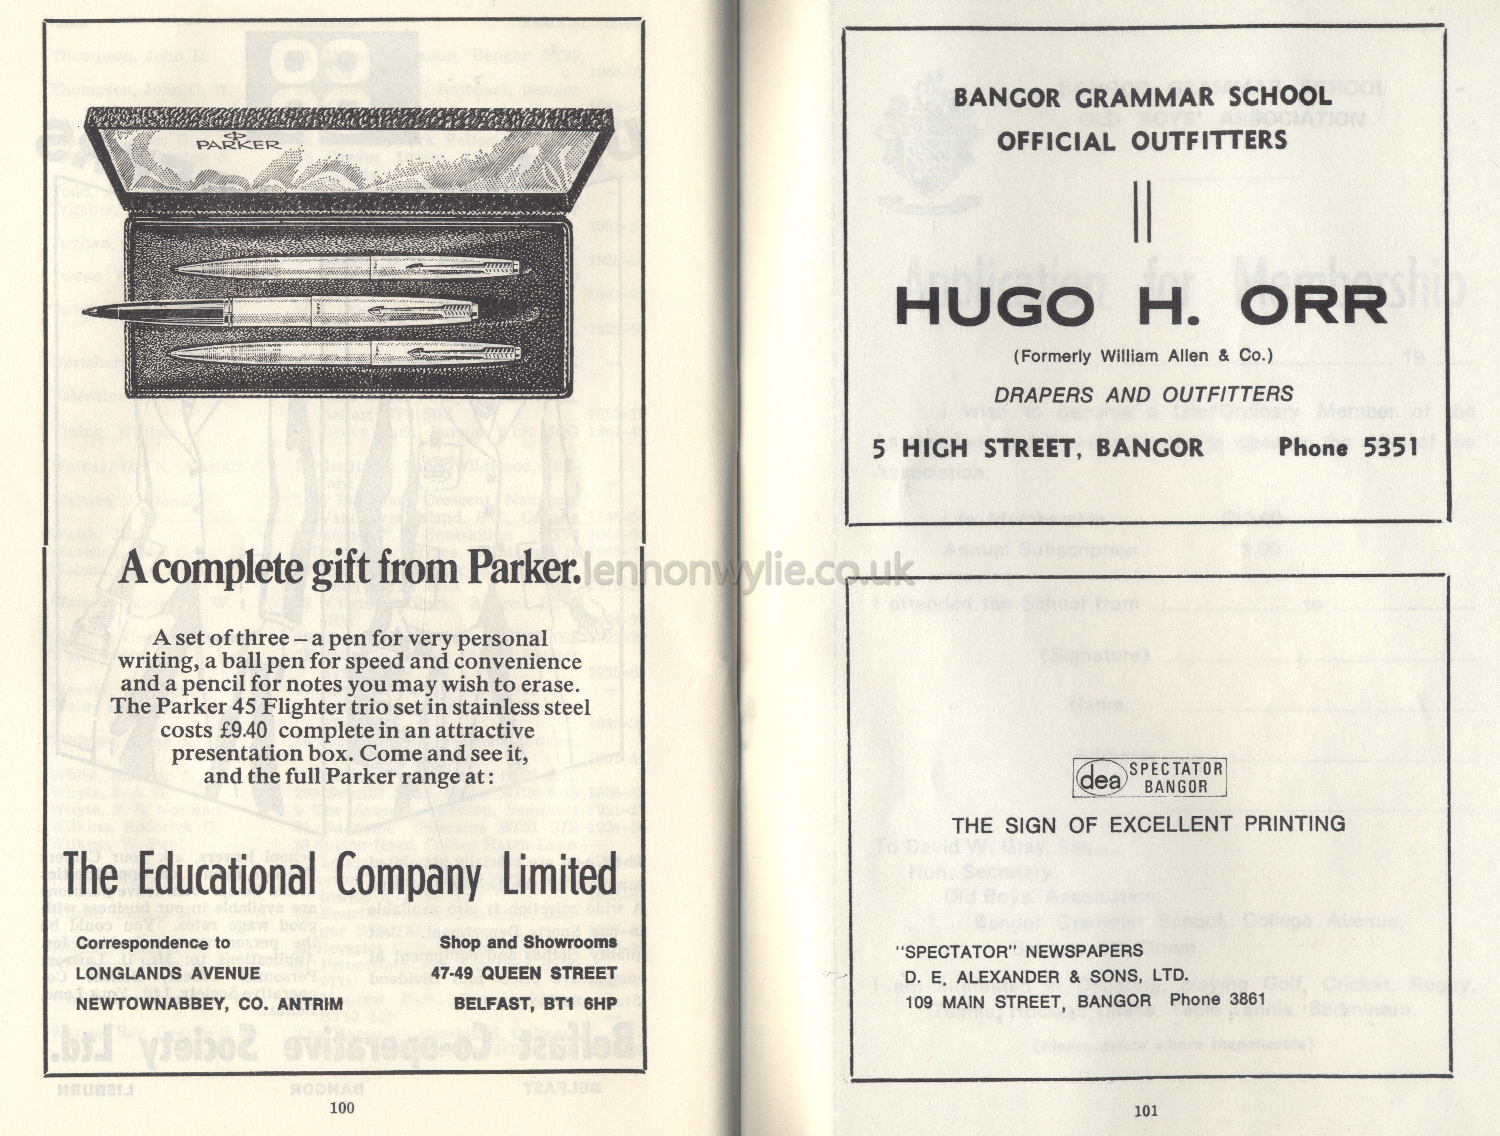 PARKER
A complete gift from Parker.
A set of three – a pen for very personal
writing, a ball pen for speed and convenience
and a pencil for notes you may wish to erase.
The Parker 45 Flighter trio set in stainless steel
costs £9.40 complete in an attractive
presentation box. Come and see it,
and the full Parker range at:
The Educational Company Limited
Correspondence to
LONGLANDS AVENUE
NEWTOWNABBEY, CO. ANTRIM
Shop and Showrooms
47-49 QUEEN STREET
BELFAST, BT1 6HP
100
lennonwylie.co.uk
BANGOR GRAMMAR SCHOOL
OFFICIAL OUTFITTERS
HUGO H. ORR
(Formerly William Allen & Co.)
DRAPERS AND OUTFITTERS
5 HIGH STREET, BANGOR Phone 5351
dea SPECTATOR
BANGOR
THE SIGN OF EXCELLENT PRINTING
"SPECTATOR" NEWSPAPERS
D. E. ALEXANDER & SONS, LTD.
109 MAIN STREET, BANGOR Phone 3861
101